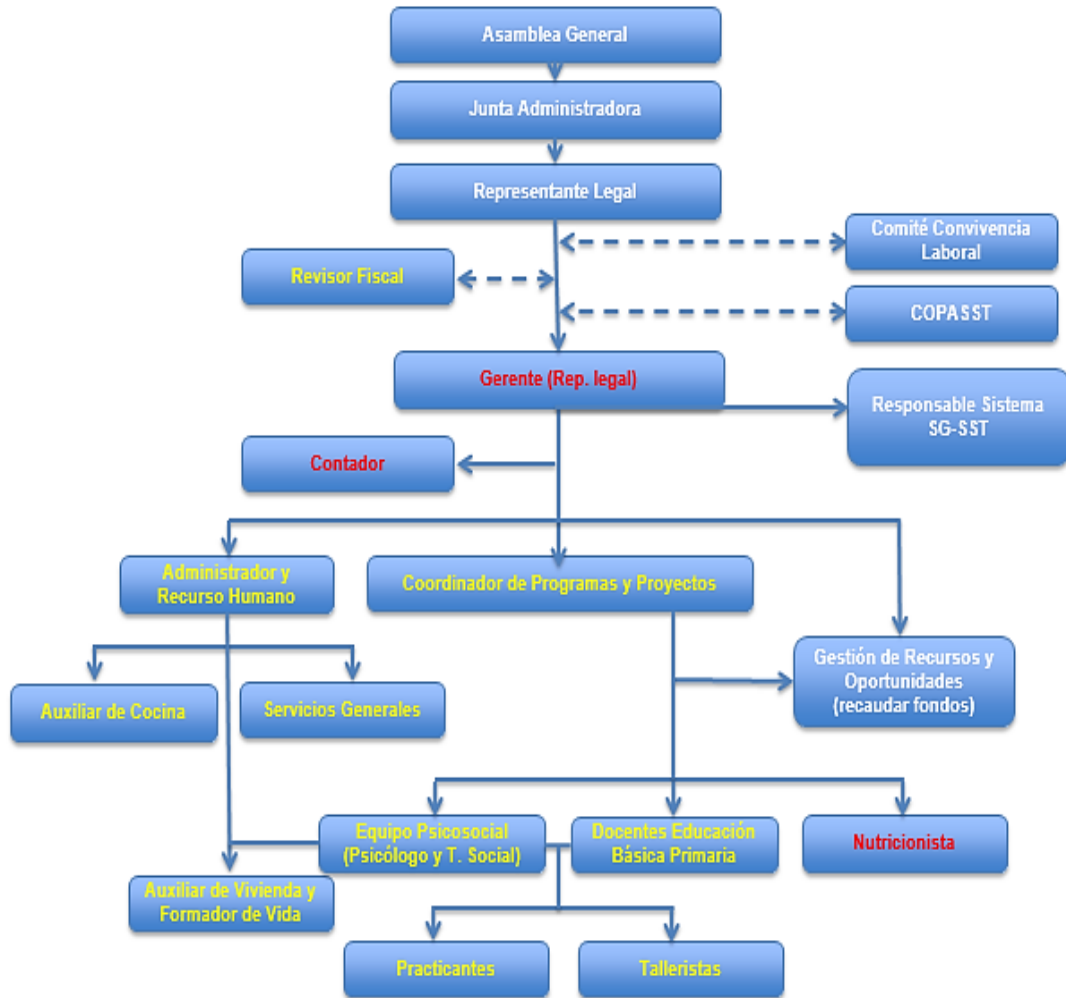 Asamblea General
Junta Administradora
Representante Legal
Comité Convivencia
Laboral
Revisor Fiscal
COPASST
Gerente (Rep. legal)
Responsable Sistema
SG-SST
Contador
Administrador y
Recurso Humano
Coordinador de Programas y Proyectos
Gestión de Recursos y
Oportunidades
(recaudar fondos)
Auxiliar de Cocina
Servicios Generales
Equipo Psicosocial
(Psicólogo y T. Social)
Docentes Educación
Básica Primaria
Nutricionista
Auxiliar de Vivienda y
Formador de Vida
Practicantes
Talleristas